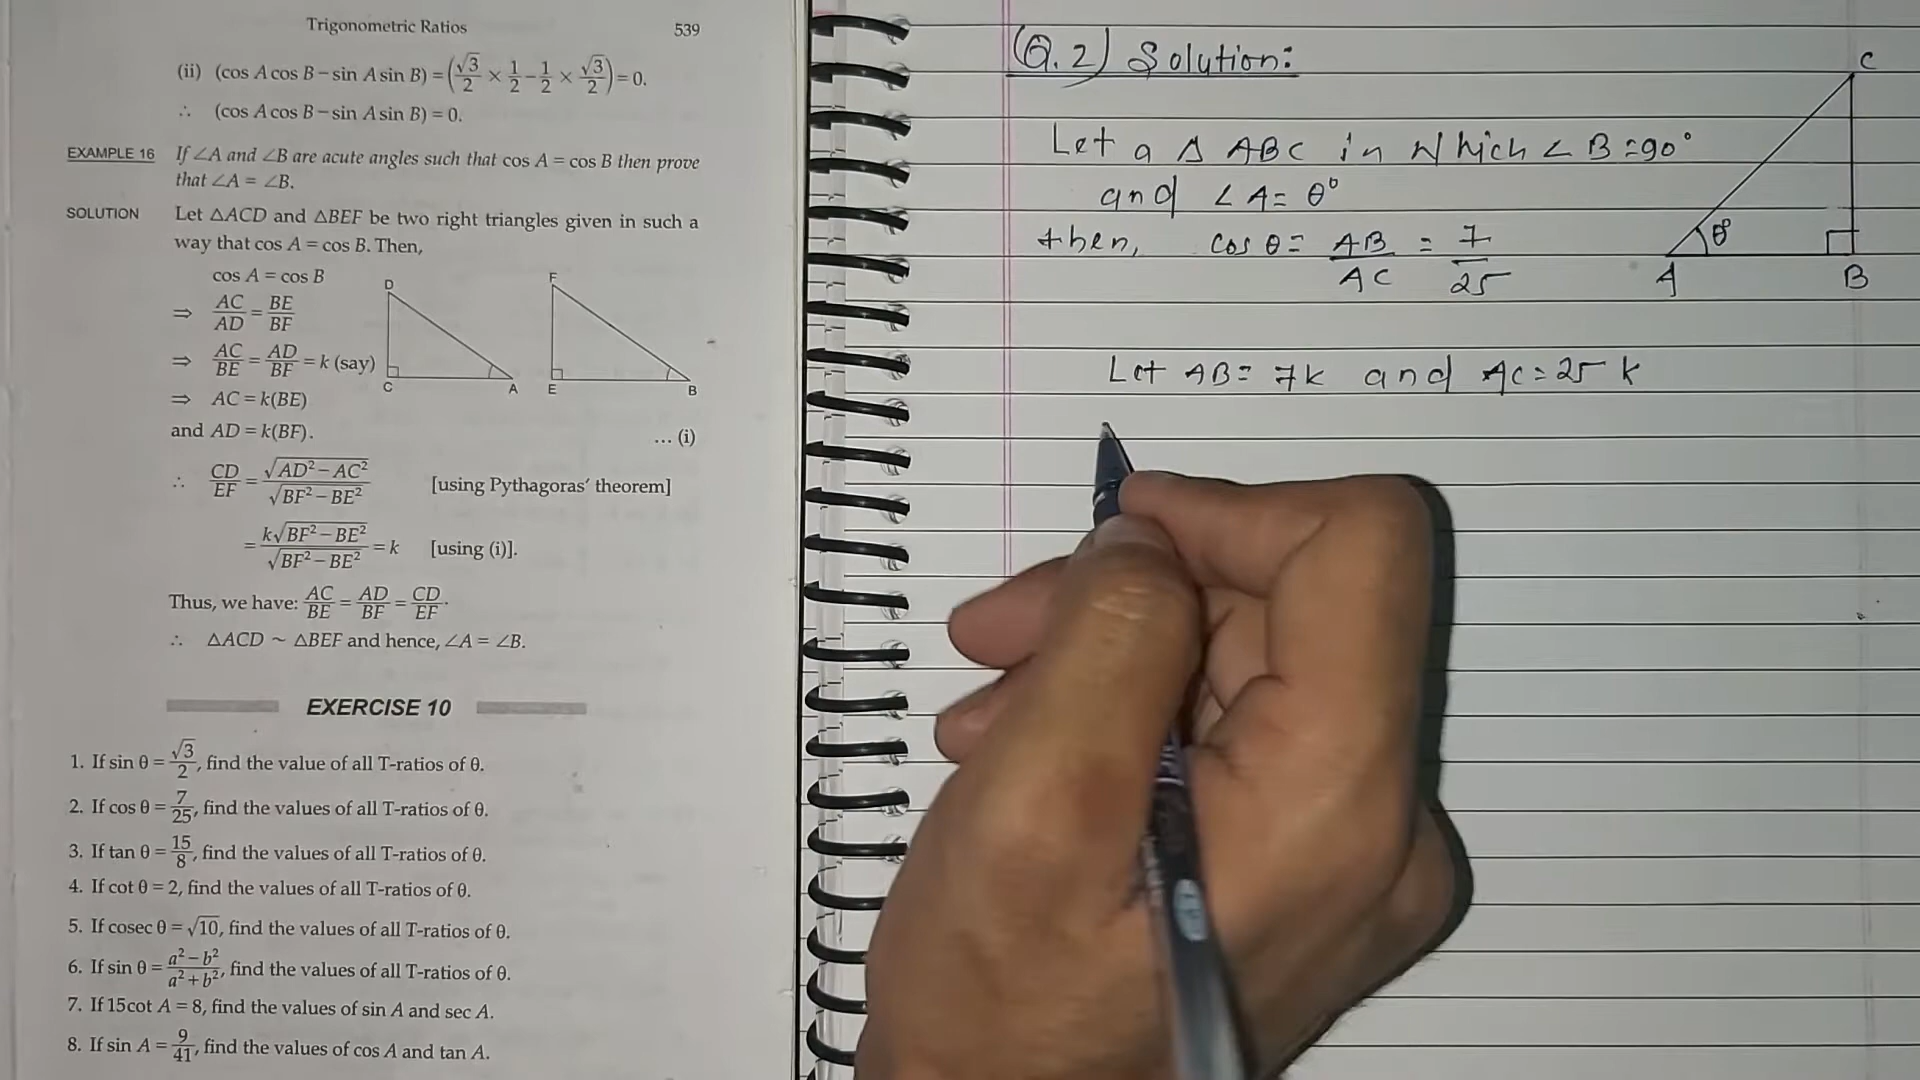 Trigonometric Ratios 539
(ii) (cos A cos B – sin A sin B) = (√3/2 × 1/2 – 1/2 × √3/2) = 0.
∴ (cos A cos B – sin A sin B) = 0.
EXAMPLE 16 If ∠A and ∠B are acute angles such that cos A = cos B then prove
that ∠A = ∠B.
SOLUTION Let △ACD and △BEF be two right triangles given in such a
way that cos A = cos B. Then,
cos A = cos B
⇒ AC/AD = BE/BF
⇒ AC/BE = AD/BF = k (say)
⇒ AC = k(BE)
and AD = k(BF). ... (i)
D
C
A
F
E
B
∴ CD/EF = √(AD² – AC²)/√(BF² – BE²) [using Pythagoras' theorem]
= k√(BF² – BE²)/√(BF² – BE²) = k [using (i)].
Thus, we have: AC/BE = AD/BF = CD/EF.
∴ △ACD ~ △BEF and hence, ∠A = ∠B.
EXERCISE 10
1. If sin θ = √3/2, find the value of all T-ratios of θ.
2. If cos θ = 7/25, find the values of all T-ratios of θ.
3. If tan θ = 15/8, find the values of all T-ratios of θ.
4. If cot θ = 2, find the values of all T-ratios of θ.
5. If cosec θ = √10, find the values of all T-ratios of θ.
6. If sin θ = (a² – b²)/(a² + b²), find the values of all T-ratios of θ.
7. If 15cot A = 8, find the values of sin A and sec A.
8. If sin A = 9/41, find the values of cos A and tan A.
(Q.2) Solution:
Let a △ ABC in which ∠B=90°
and ∠A= θ°
then, cos θ = AB/AC = 7/25
C
θ°
A
B
Let AB= 7k and AC=25 k